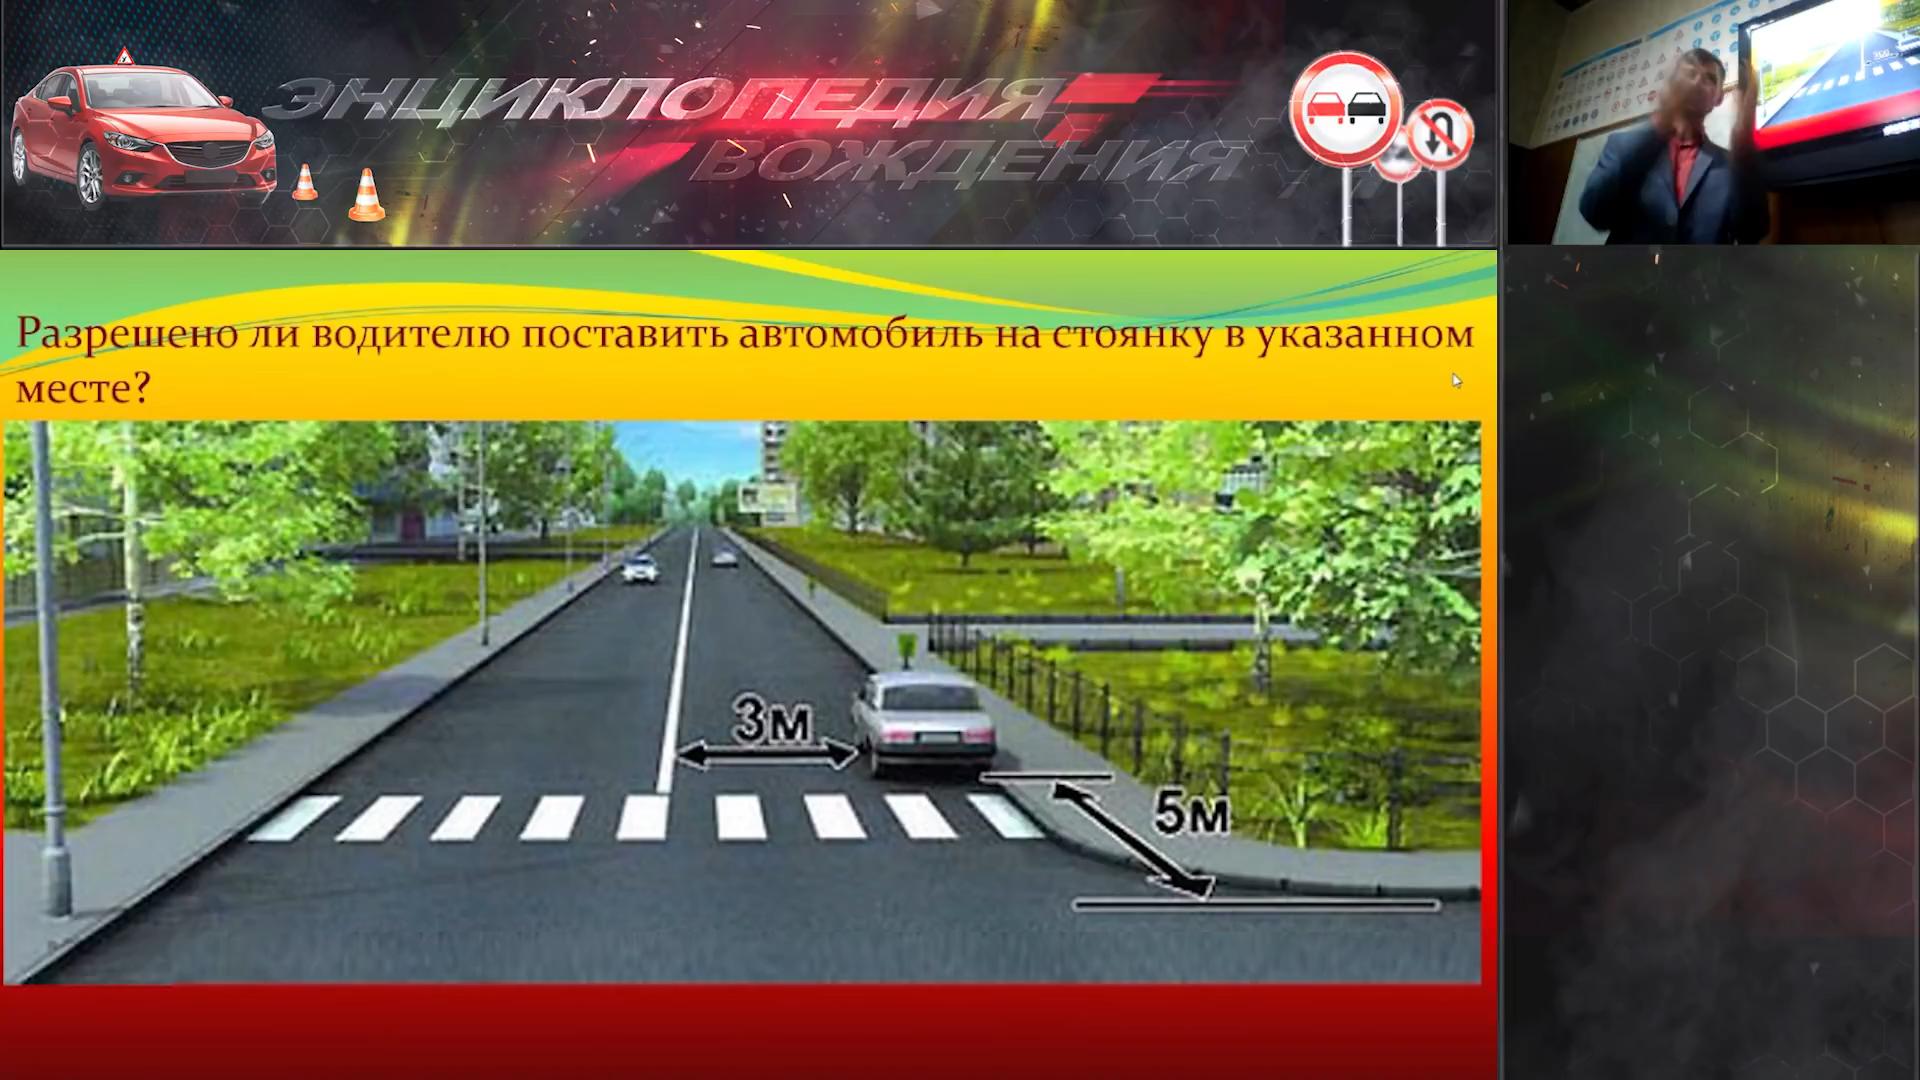 ЭНЦИКЛОПЕДИЯ
ВОЖДЕНИЯ
Разрешено ли водителю поставить автомобиль на стоянку в указанном
месте?
3м
5м